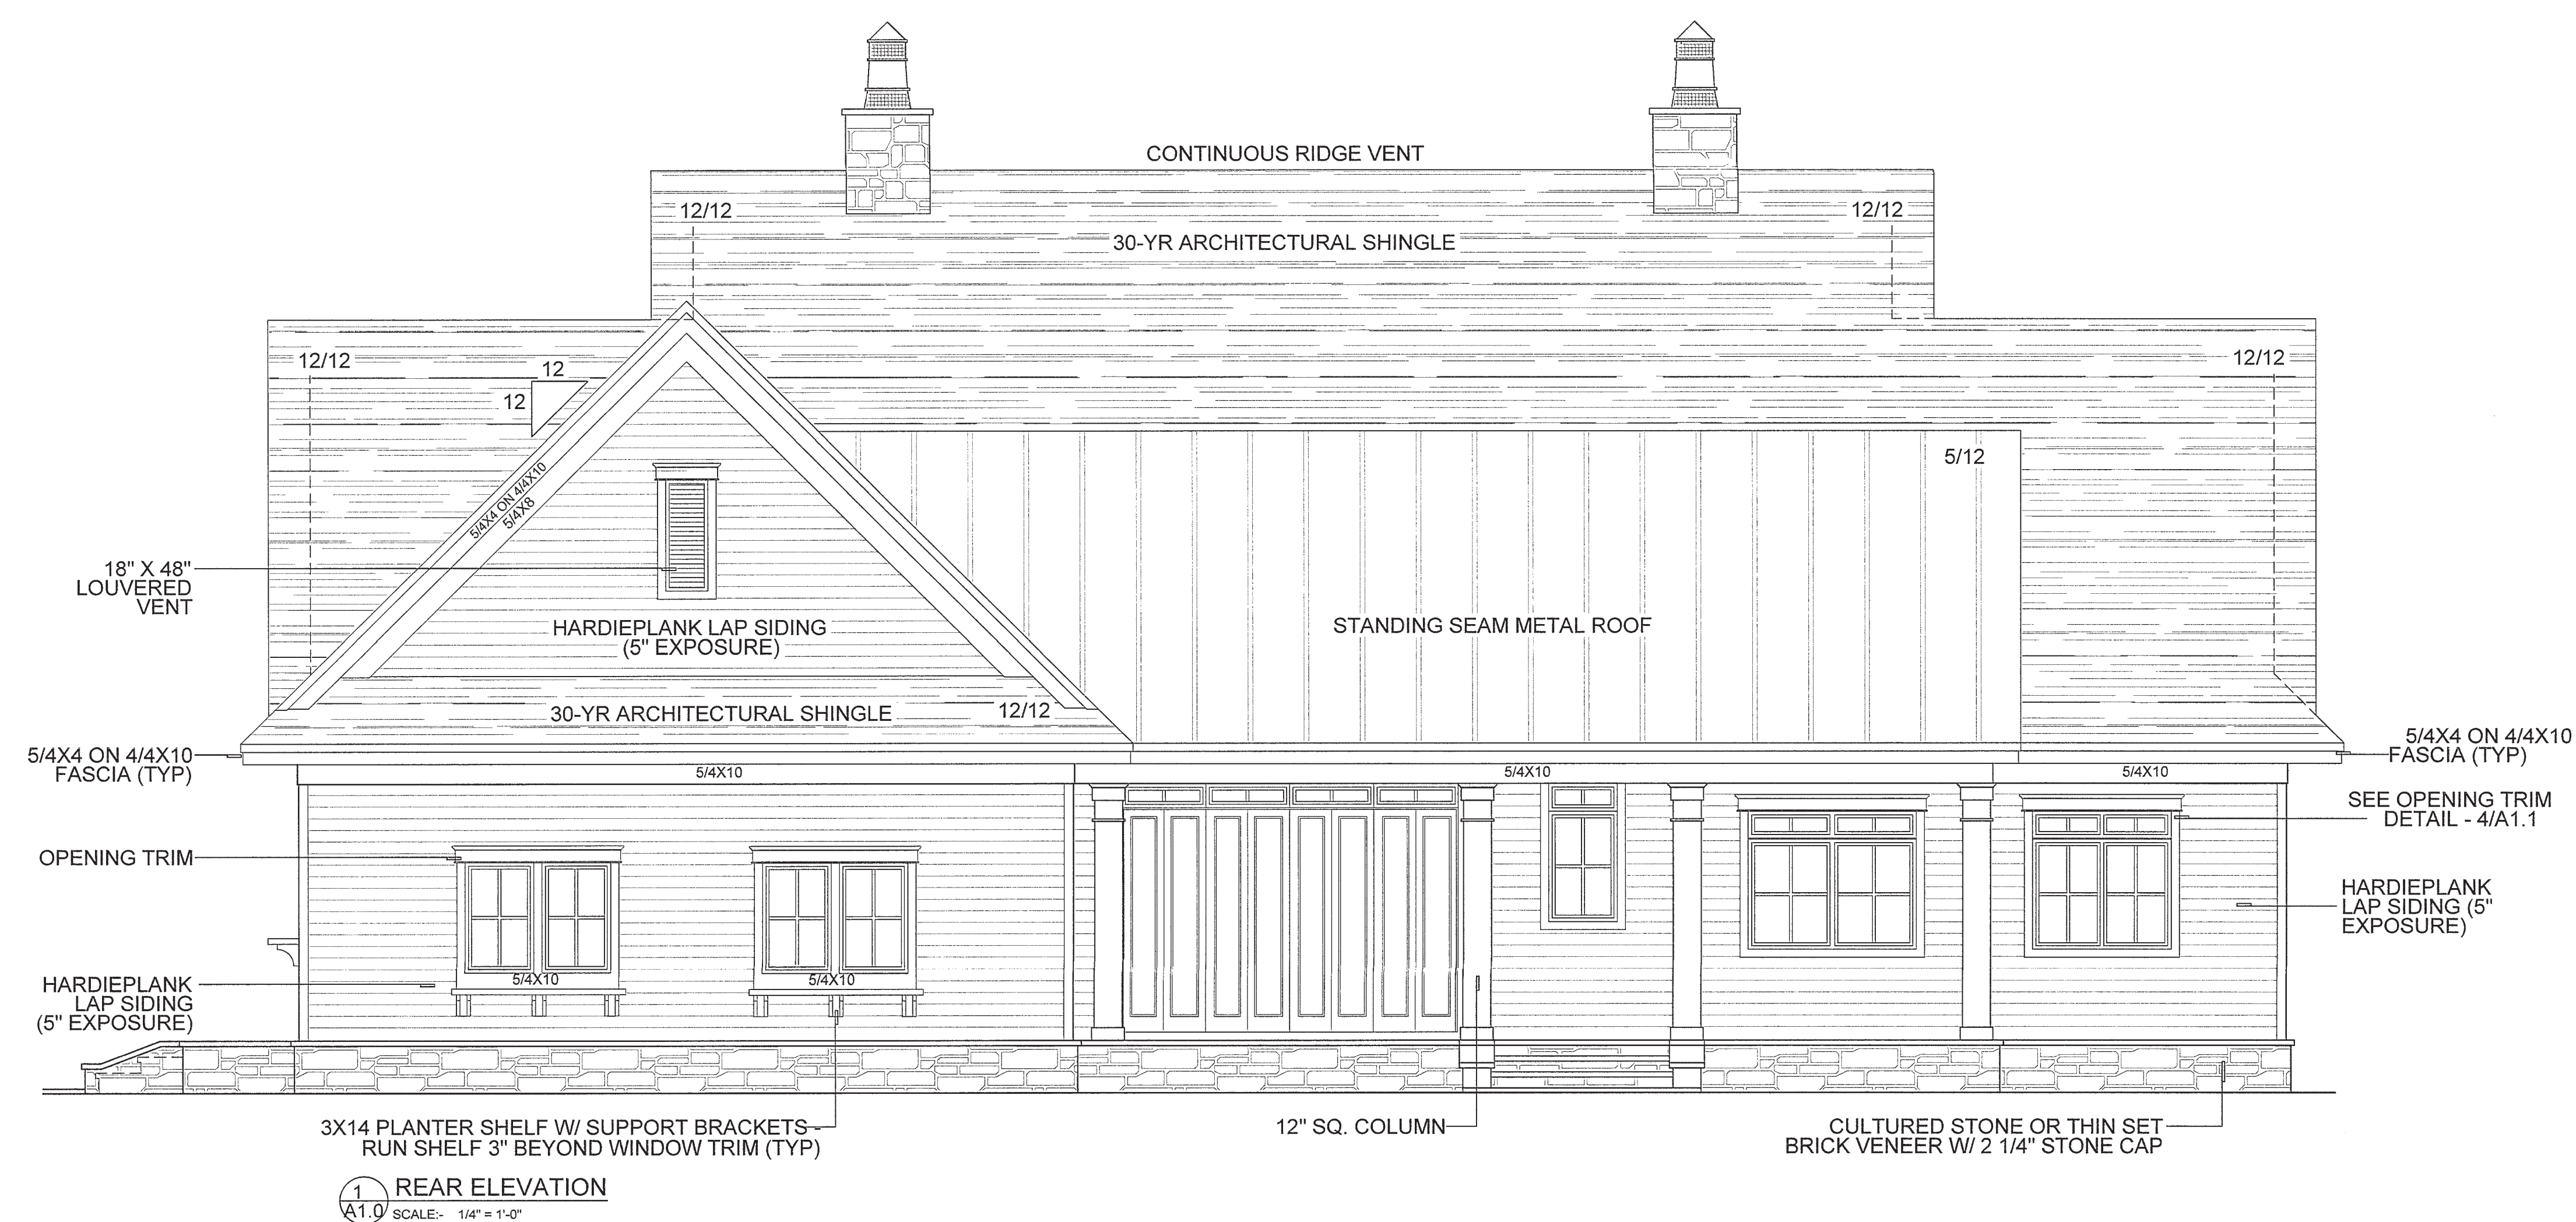 CONTINUOUS RIDGE VENT
12/12
12/12
30-YR ARCHITECTURAL SHINGLE
12/12
12
12
12/12
5/12
5/4X4 ON 4/4X10
5/4X8
18" X 48"
LOUVERED
VENT
HARDIEPLANK LAP SIDING
(5" EXPOSURE)
STANDING SEAM METAL ROOF
30-YR ARCHITECTURAL SHINGLE
12/12
5/4X4 ON 4/4X10
FASCIA (TYP)
5/4X10
5/4X10
5/4X10
5/4X4 ON 4/4X10
FASCIA (TYP)
SEE OPENING TRIM
DETAIL - 4/A1.1
OPENING TRIM
HARDIEPLANK
LAP SIDING (5"
EXPOSURE)
5/4X10
5/4X10
HARDIEPLANK
LAP SIDING
(5" EXPOSURE)
3X14 PLANTER SHELF W/ SUPPORT BRACKETS -
RUN SHELF 3" BEYOND WINDOW TRIM (TYP)
12" SQ. COLUMN
CULTURED STONE OR THIN SET
BRICK VENEER W/ 2 1/4" STONE CAP
1
A1.0
REAR ELEVATION
SCALE:- 1/4" = 1'-0"